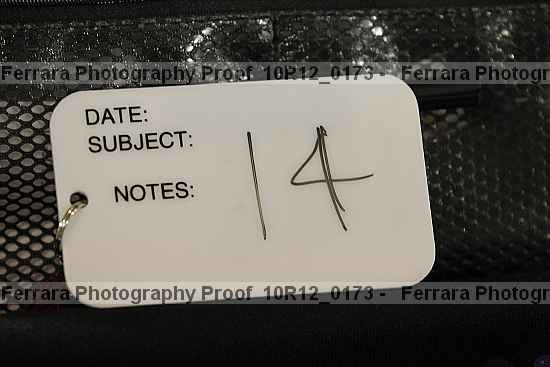 Ferrara Photography Proof 10R12_0173 - Ferrara Photogr
DATE:
SUBJECT:
14
NOTES:
Ferrara Photography Proof 10R12_0173 - Ferrara Photogr